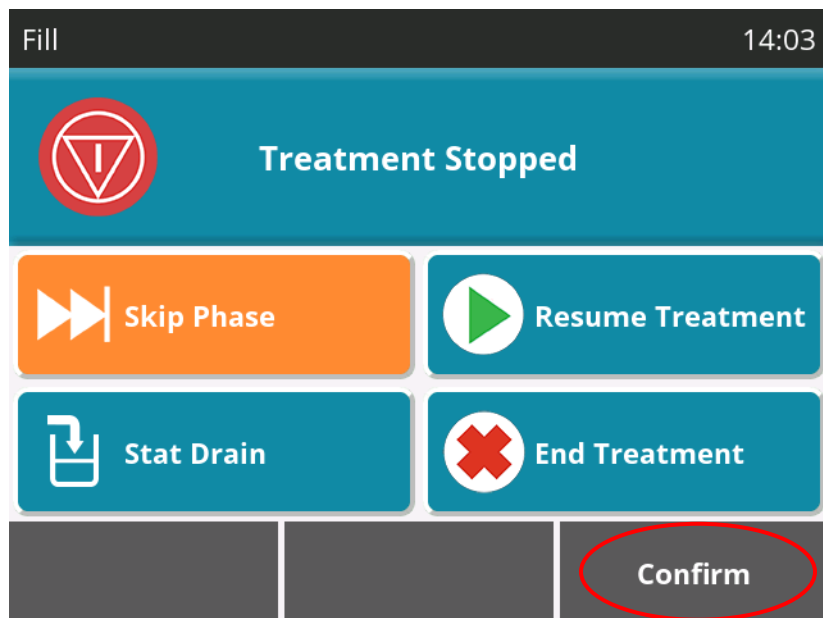 Fill 14:03
Treatment Stopped
Skip Phase
Resume Treatment
Stat Drain
End Treatment
Confirm